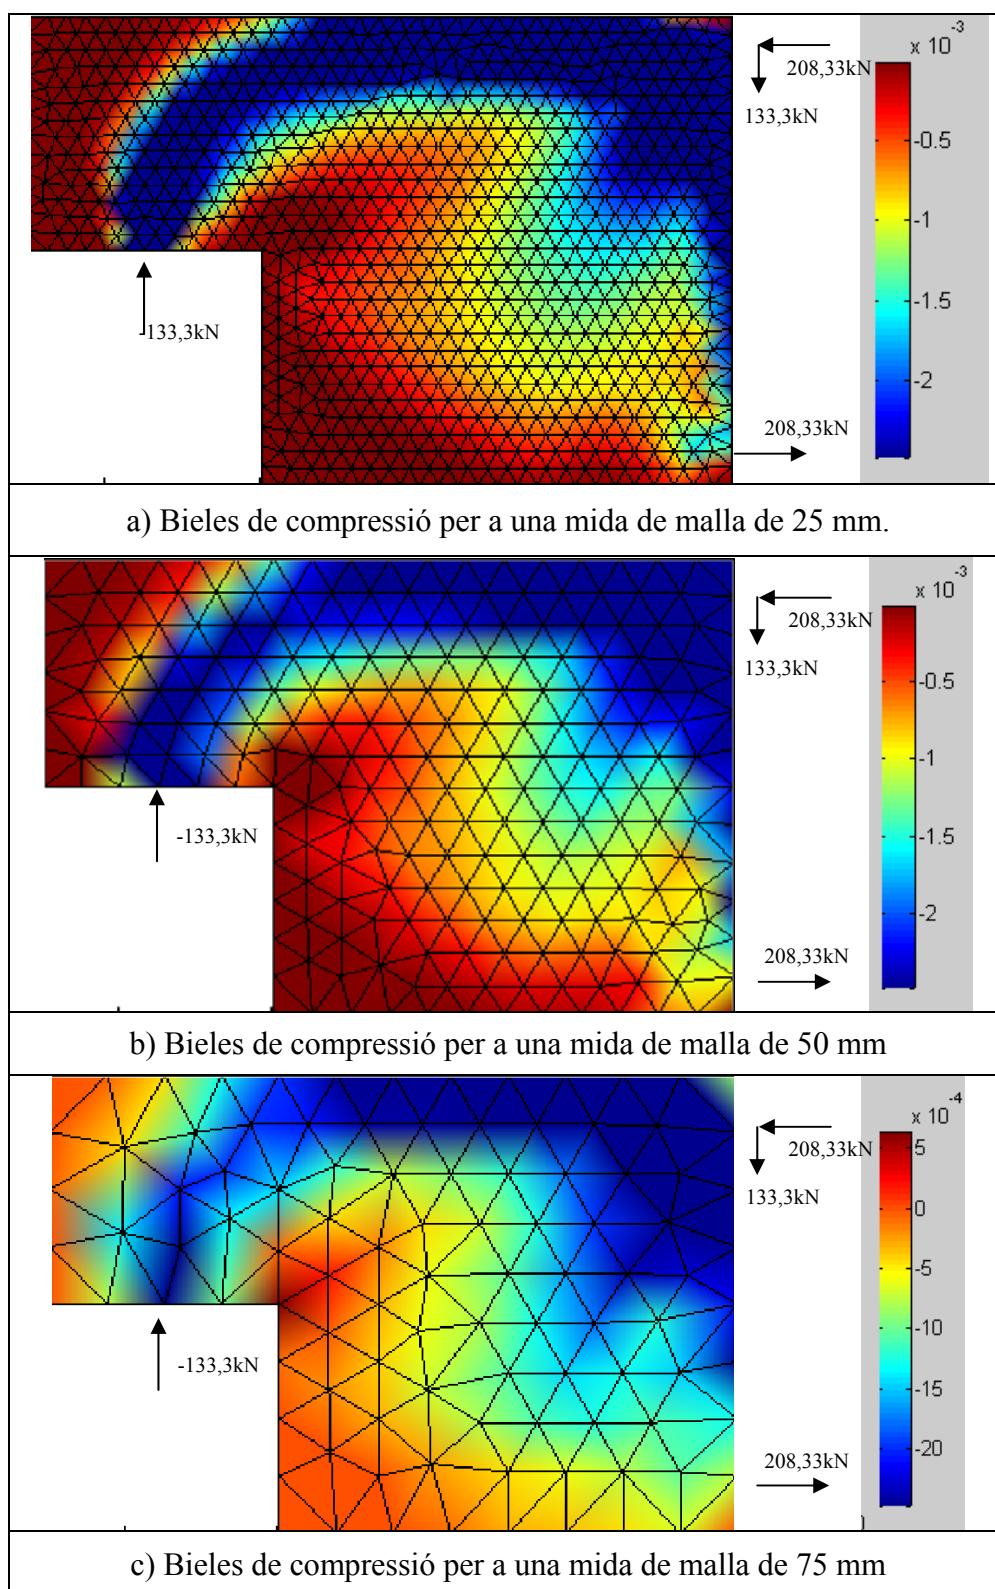 x 10
-3
208,33kN
133,3kN
-0.5
-1
-1.5
-2
-133,3kN
208,33kN
a) Bieles de compressió per a una mida de malla de 25 mm.
x 10
-3
208,33kN
133,3kN
-0.5
-1
-1.5
-2
-133,3kN
208,33kN
b) Bieles de compressió per a una mida de malla de 50 mm
x 10
-4
5
208,33kN
133,3kN
0
-5
-10
-15
-20
-133,3kN
208,33kN
c) Bieles de compressió per a una mida de malla de 75 mm